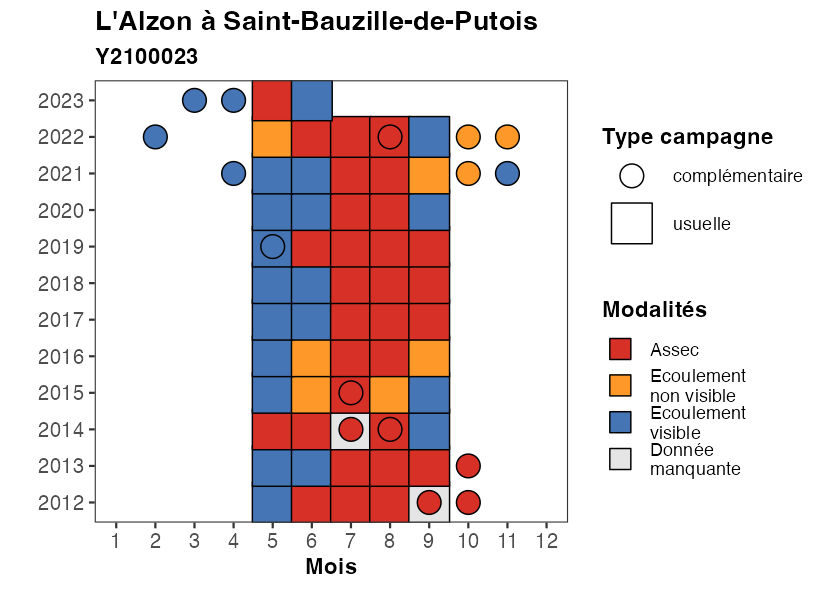 L'Alzon à Saint-Bauzille-de-Putois
Y2100023
2023
2022
2021
2020
2019
2018
2017
2016
2015
2014
2013
2012
1 2 3 4 5 6 7 8 9 10 11 12
Mois
Type campagne
complémentaire
usuelle
Modalités
Assec
Ecoulement
non visible
Ecoulement
visible
Donnée
manquante